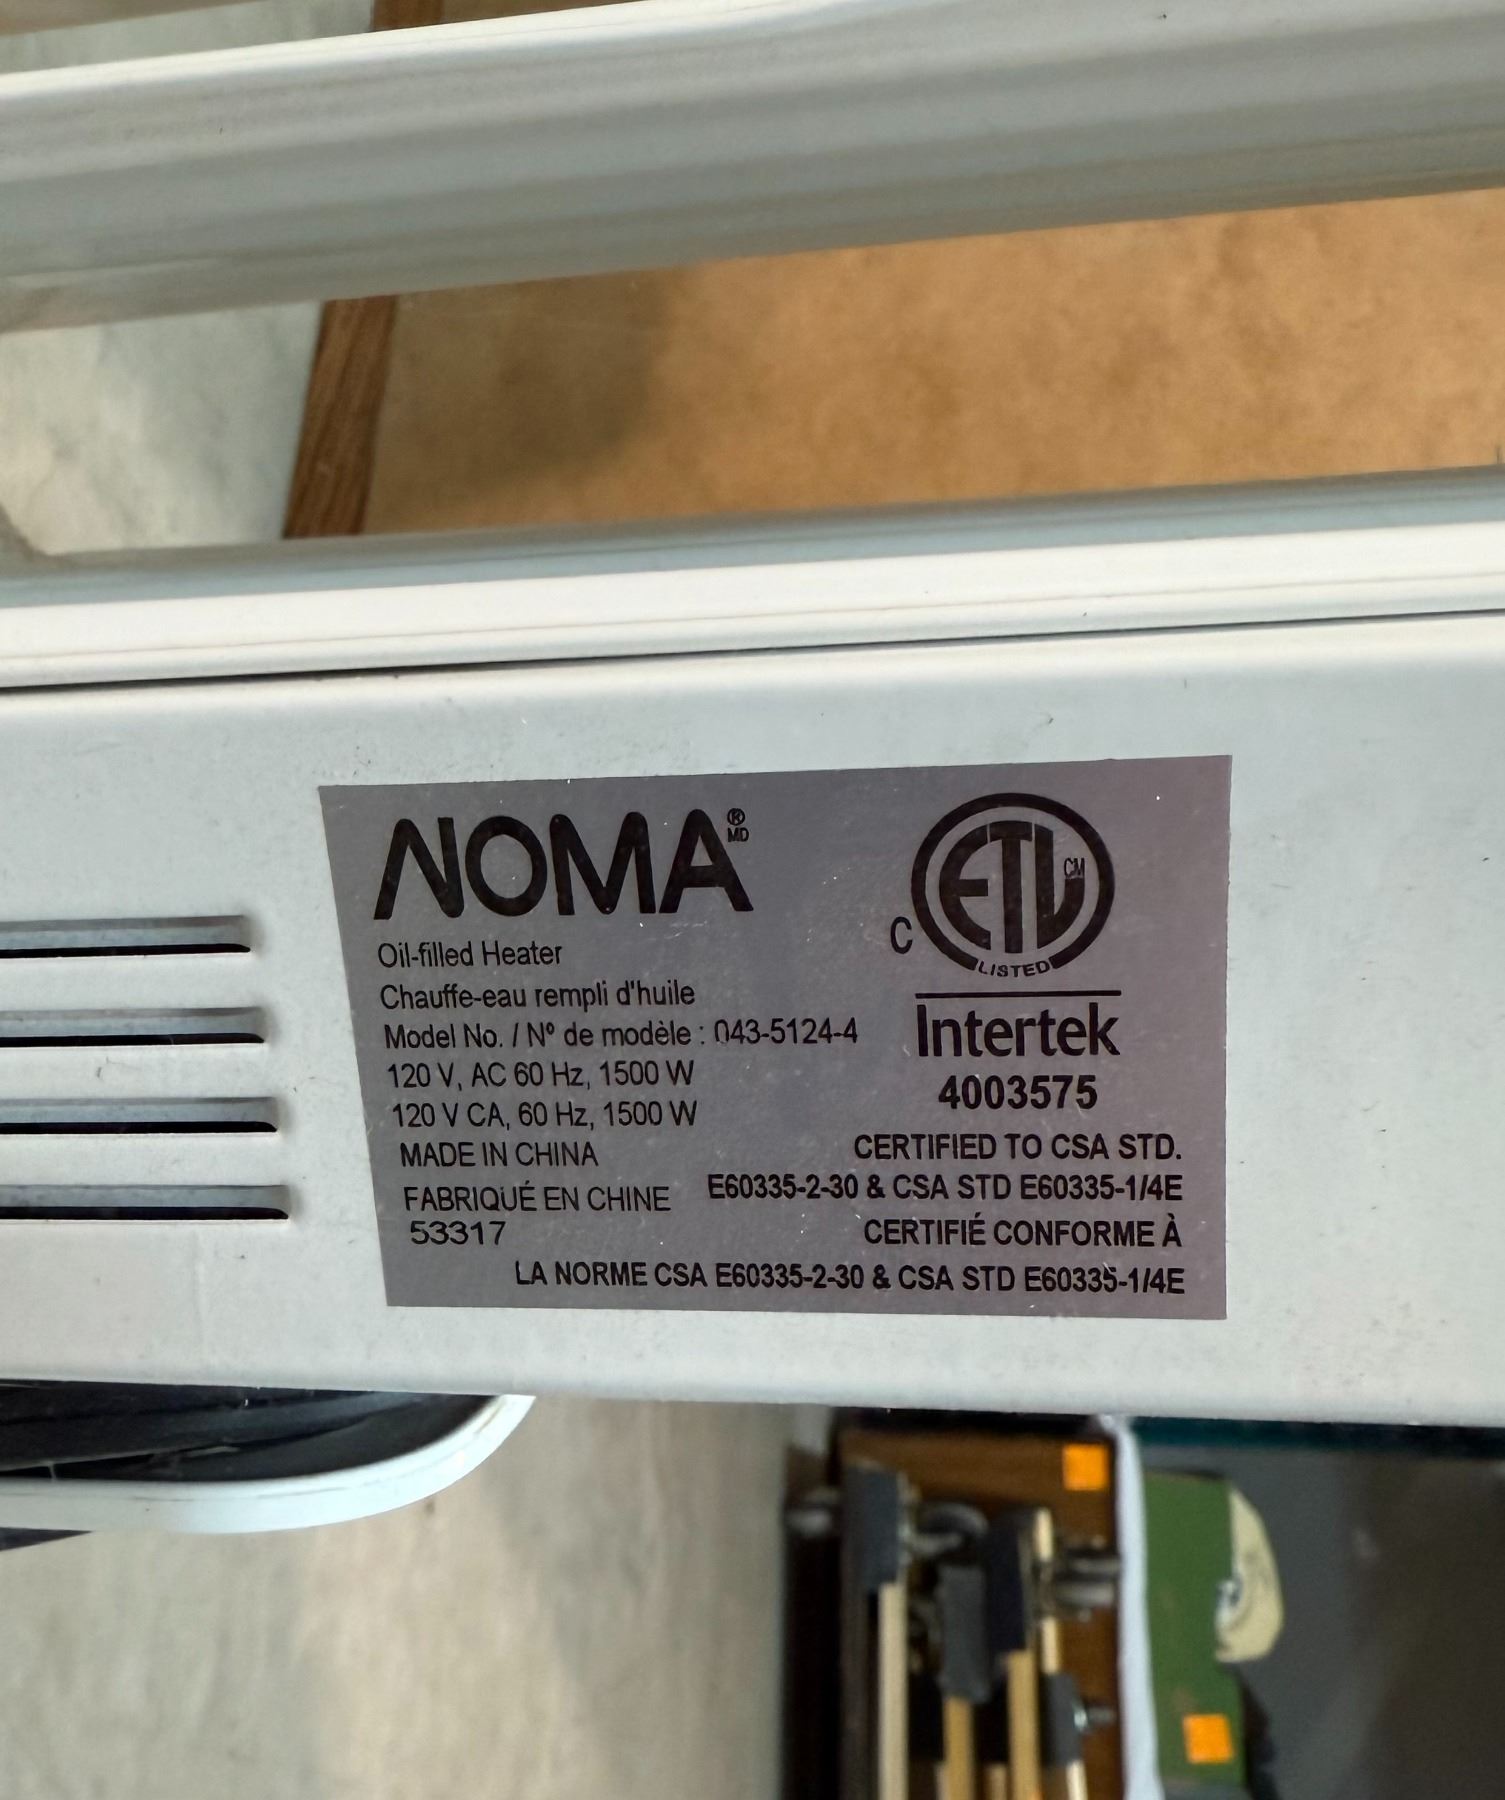 NOMA®
MD
Oil-filled Heater
Chauffe-eau rempli d'huile
Model No. / Nº de modèle : 043-5124-4
120 V, AC 60 Hz, 1500 W
120 V CA, 60 Hz, 1500 W
MADE IN CHINA
FABRIQUÉ EN CHINE
53317
C
ETL
CM
LISTED
Intertek
4003575
CERTIFIED TO CSA STD.
E60335-2-30 & CSA STD E60335-1/4E
CERTIFIÉ CONFORME À
LA NORME CSA E60335-2-30 & CSA STD E60335-1/4E